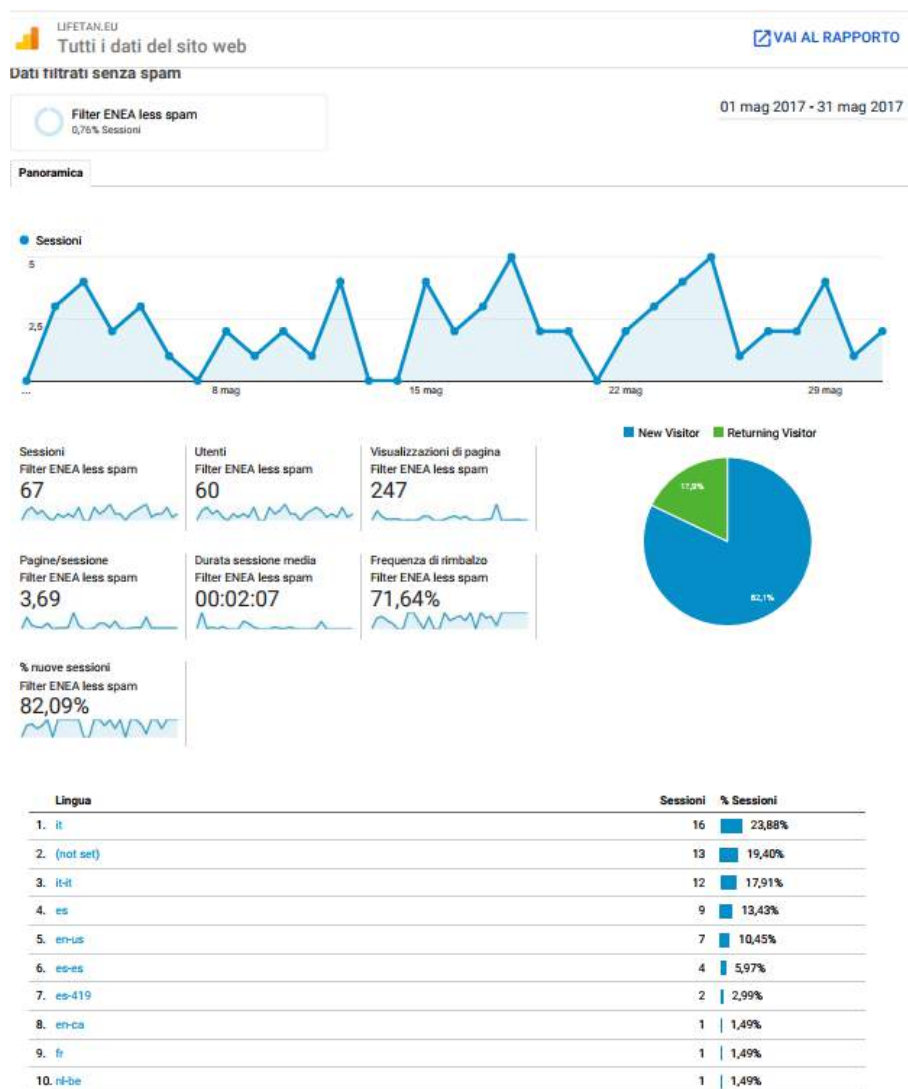 LIFETAN.EU
Tutti i dati del sito web
VAI AL RAPPORTO
Dati filtrati senza spam
Filter ENEA less spam
0,76% Sessioni
01 mag 2017 - 31 mag 2017
Panoramica
Sessioni
5
2,5
...
8 mag
15 mag
22 mag
29 mag
Sessioni
Filter ENEA less spam
67
Utenti
Filter ENEA less spam
60
Visualizzazioni di pagina
Filter ENEA less spam
247
New Visitor
Returning Visitor
17,9%
82,1%
Pagine/sessione
Filter ENEA less spam
3,69
Durata sessione media
Filter ENEA less spam
00:02:07
Frequenza di rimbalzo
Filter ENEA less spam
71,64%
% nuove sessioni
Filter ENEA less spam
82,09%
Lingua Sessioni % Sessioni
1. it 16 23,88%
2. (not set) 13 19,40%
3. it-it 12 17,91%
4. es 9 13,43%
5. en-us 7 10,45%
6. es-es 4 5,97%
7. es-419 2 2,99%
8. en-ca 1 1,49%
9. fr 1 1,49%
10. nl-be 1 1,49%